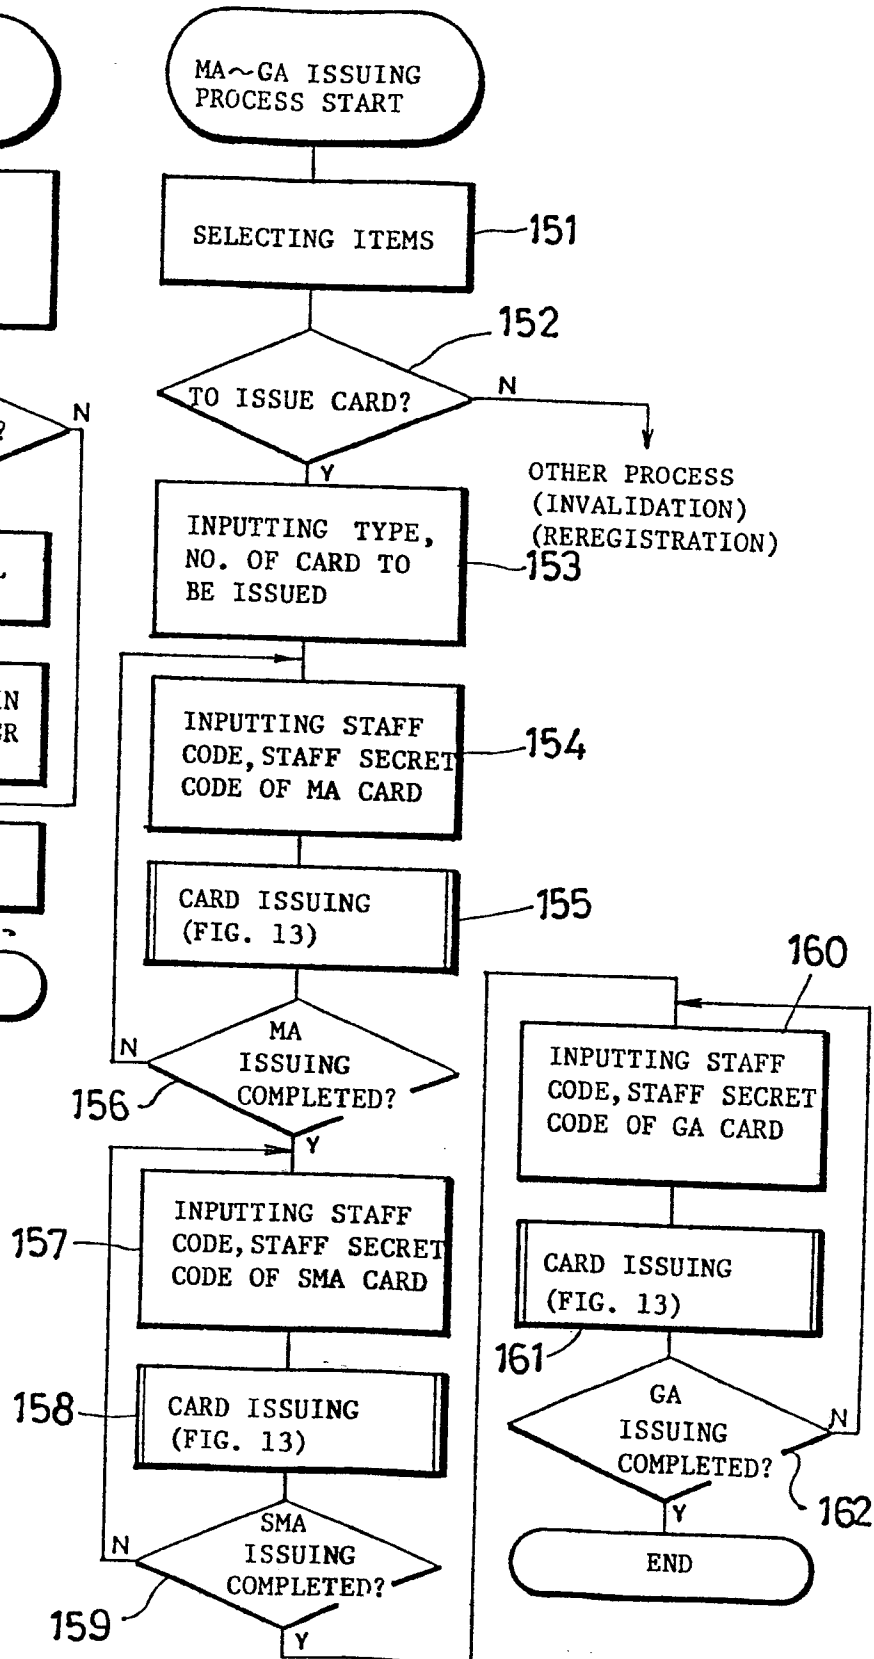 MA~GA ISSUING
PROCESS START
SELECTING ITEMS
151
152
TO ISSUE CARD?
N
Y
OTHER PROCESS
(INVALIDATION)
(REREGISTRATION)
INPUTTING TYPE,
NO. OF CARD TO
BE ISSUED
153
INPUTTING STAFF
CODE, STAFF SECRET
CODE OF MA CARD
154
CARD ISSUING
(FIG. 13)
155
MA
ISSUING
COMPLETED?
N
156
Y
INPUTTING STAFF
CODE, STAFF SECRET
CODE OF SMA CARD
157
CARD ISSUING
(FIG. 13)
158
SMA
ISSUING
COMPLETED?
N
159
Y
160
INPUTTING STAFF
CODE, STAFF SECRET
CODE OF GA CARD
CARD ISSUING
(FIG. 13)
161
GA
ISSUING
COMPLETED?
N
162
Y
END
?
N
IN